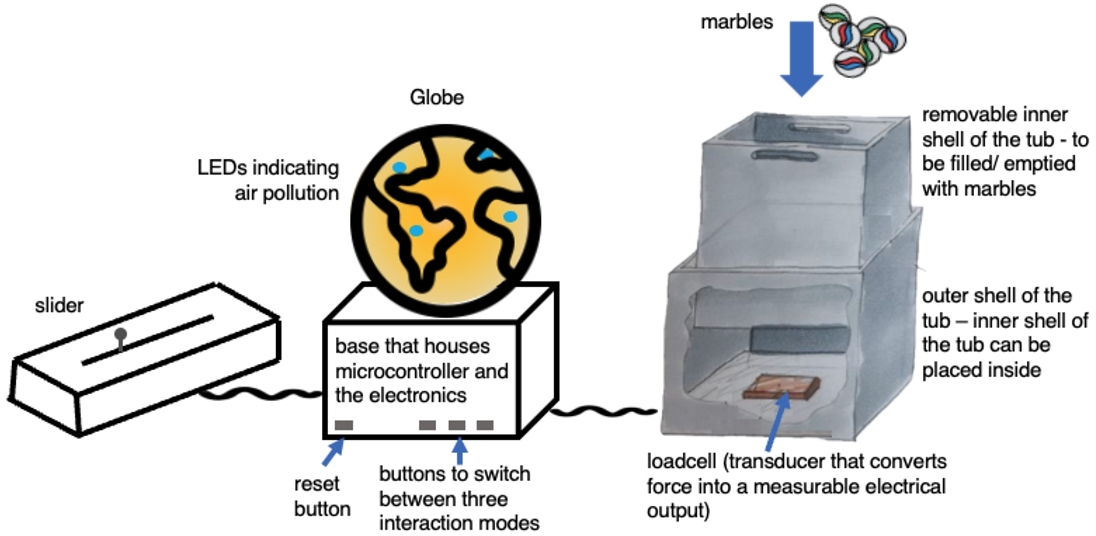 marbles
removable inner
shell of the tub - to
be filled/ emptied
with marbles
Globe
LEDs indicating
air pollution
slider
base that houses
microcontroller and
the electronics
outer shell of the
tub – inner shell of
the tub can be
placed inside
reset
button
buttons to switch
between three
interaction modes
loadcell (transducer that converts
force into a measurable electrical
output)